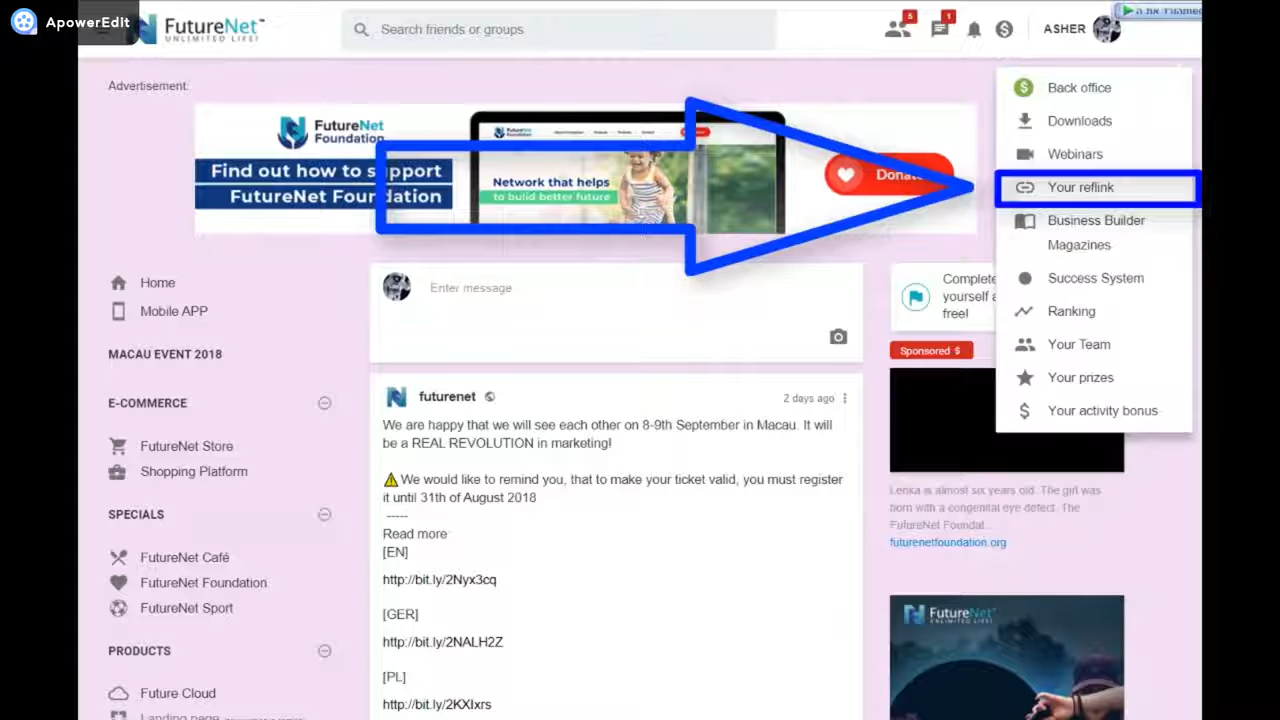 ApowerEdit
FutureNet™
UNLIMITED LIFE!
Search friends or groups
5
1
ASHER
Advertisement:
FutureNet
Foundation
Find out how to support
FutureNet Foundation
FutureNet
Network that helps
to build better future
Donate
Back office
Downloads
Webinars
Your reflink
Business Builder
Magazines
Success System
Ranking
Your Team
Your prizes
Your activity bonus
Home
Mobile APP
MACAU EVENT 2018
E-COMMERCE
FutureNet Store
Shopping Platform
SPECIALS
FutureNet Café
FutureNet Foundation
FutureNet Sport
PRODUCTS
Future Cloud
Landing page
Enter message
futurenet
2 days ago
We are happy that we will see each other on 8-9th September in Macau. It will
be a REAL REVOLUTION in marketing!
⚠We would like to remind you, that to make your ticket valid, you must register
it until 31th of August 2018
-----
Read more
[EN]
http://bit.ly/2Nyx3cq
[GER]
http://bit.ly/2NALH2Z
[PL]
http://bit.ly/2KXIxrs
Complete
yourself
free!
Sponsored $
Lenka is almost six years old. The girl was
born with a congenital eye defect. The
FutureNet Foundat...
futurenetfoundation.org
FutureNet™
UNLIMITED LIFE!